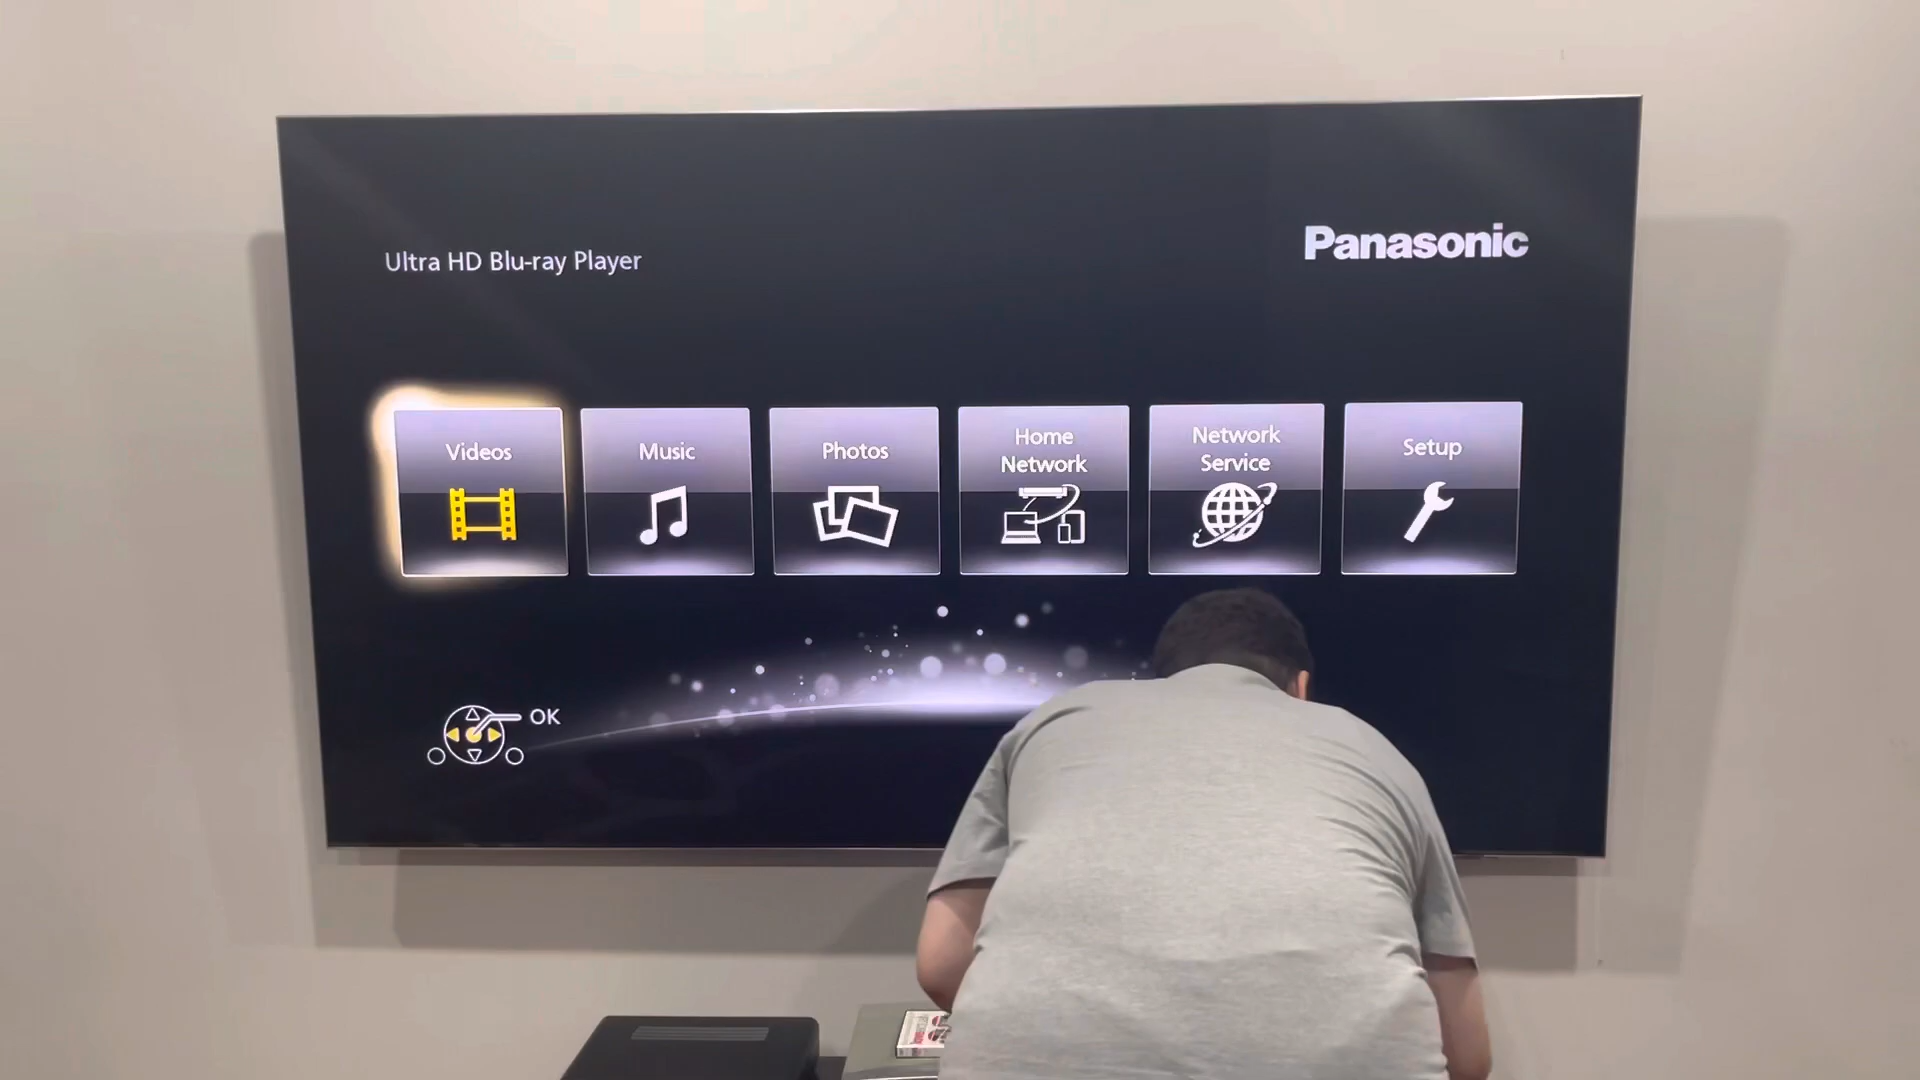 Ultra HD Blu-ray Player
Panasonic
Videos
Music
Photos
Home
Network
Network
Service
Setup
OK